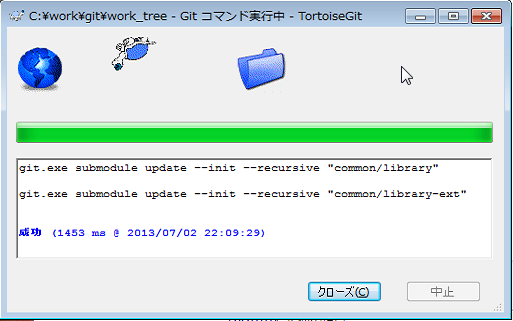 C:¥work¥git¥work_tree - Git コマンド実行中 - TortoiseGit
git.exe submodule update --init --recursive "common/library"
git.exe submodule update --init --recursive "common/library-ext"
成功 (1453 ms @ 2013/07/02 22:09:29)
クローズ(C) 中止